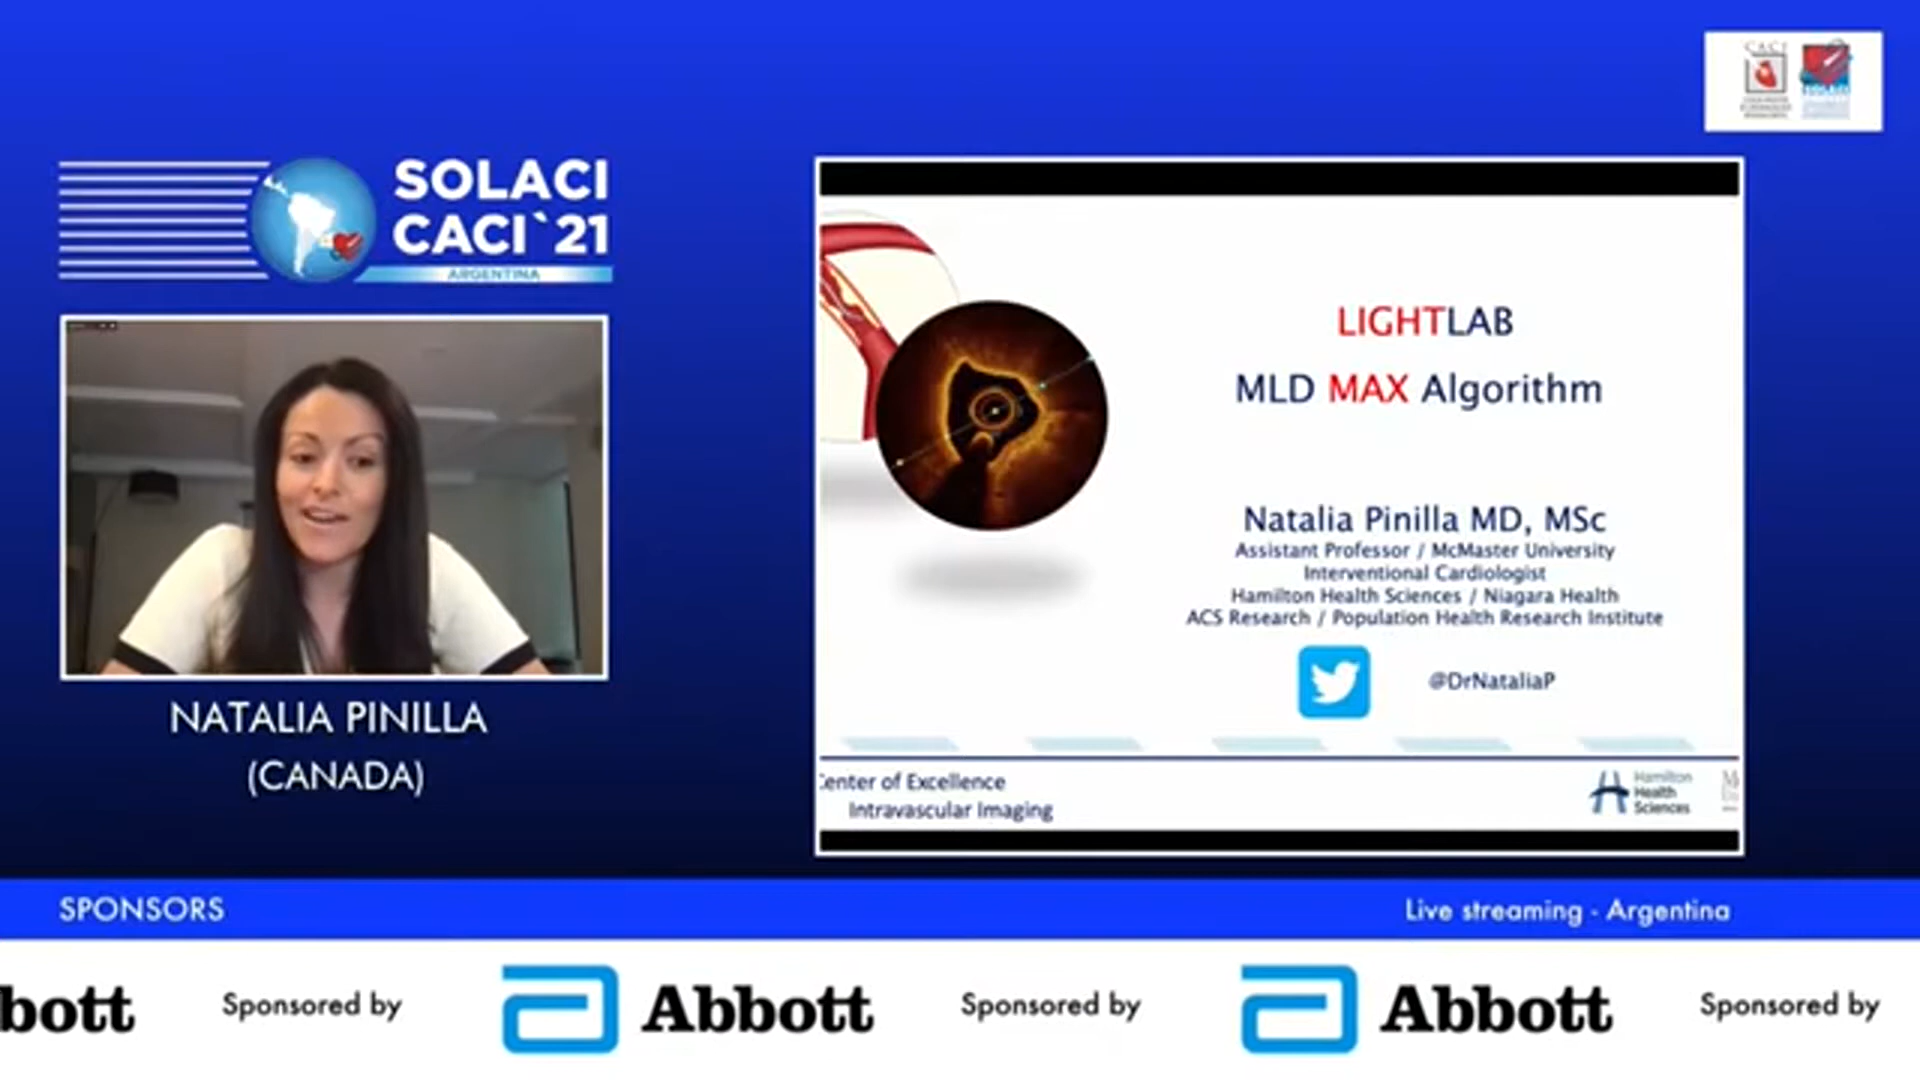 CACI
SOLACI
CACI`21
ARGENTINA
NATALIA PINILLA
(CANADA)
LIGHTLAB
MLD MAX Algorithm
Natalia Pinilla MD, MSc
Assistant Professor / McMaster University
Interventional Cardiologist
Hamilton Health Sciences / Niagara Health
ACS Research / Population Health Research Institute
@DrNataliaP
Center of Excellence
Intravascular Imaging
Hamilton
Health
Sciences
SPONSORS
Live streaming - Argentina
bott Sponsored by Abbott Sponsored by Abbott Sponsored by